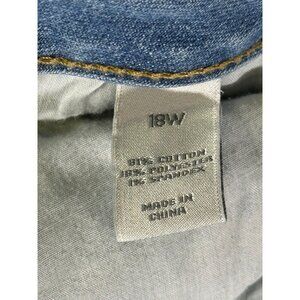 18W
81% COTTON
18% POLYESTER
1% SPANDEX
MADE IN
CHINA